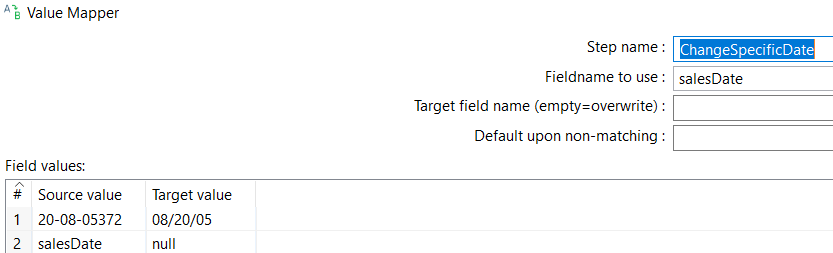 Value Mapper
Step name : ChangeSpecificDate
Fieldname to use : salesDate
Target field name (empty=overwrite) :
Default upon non-matching :
Field values:
# Source value Target value
1 20-08-05372 08/20/05
2 salesDate null